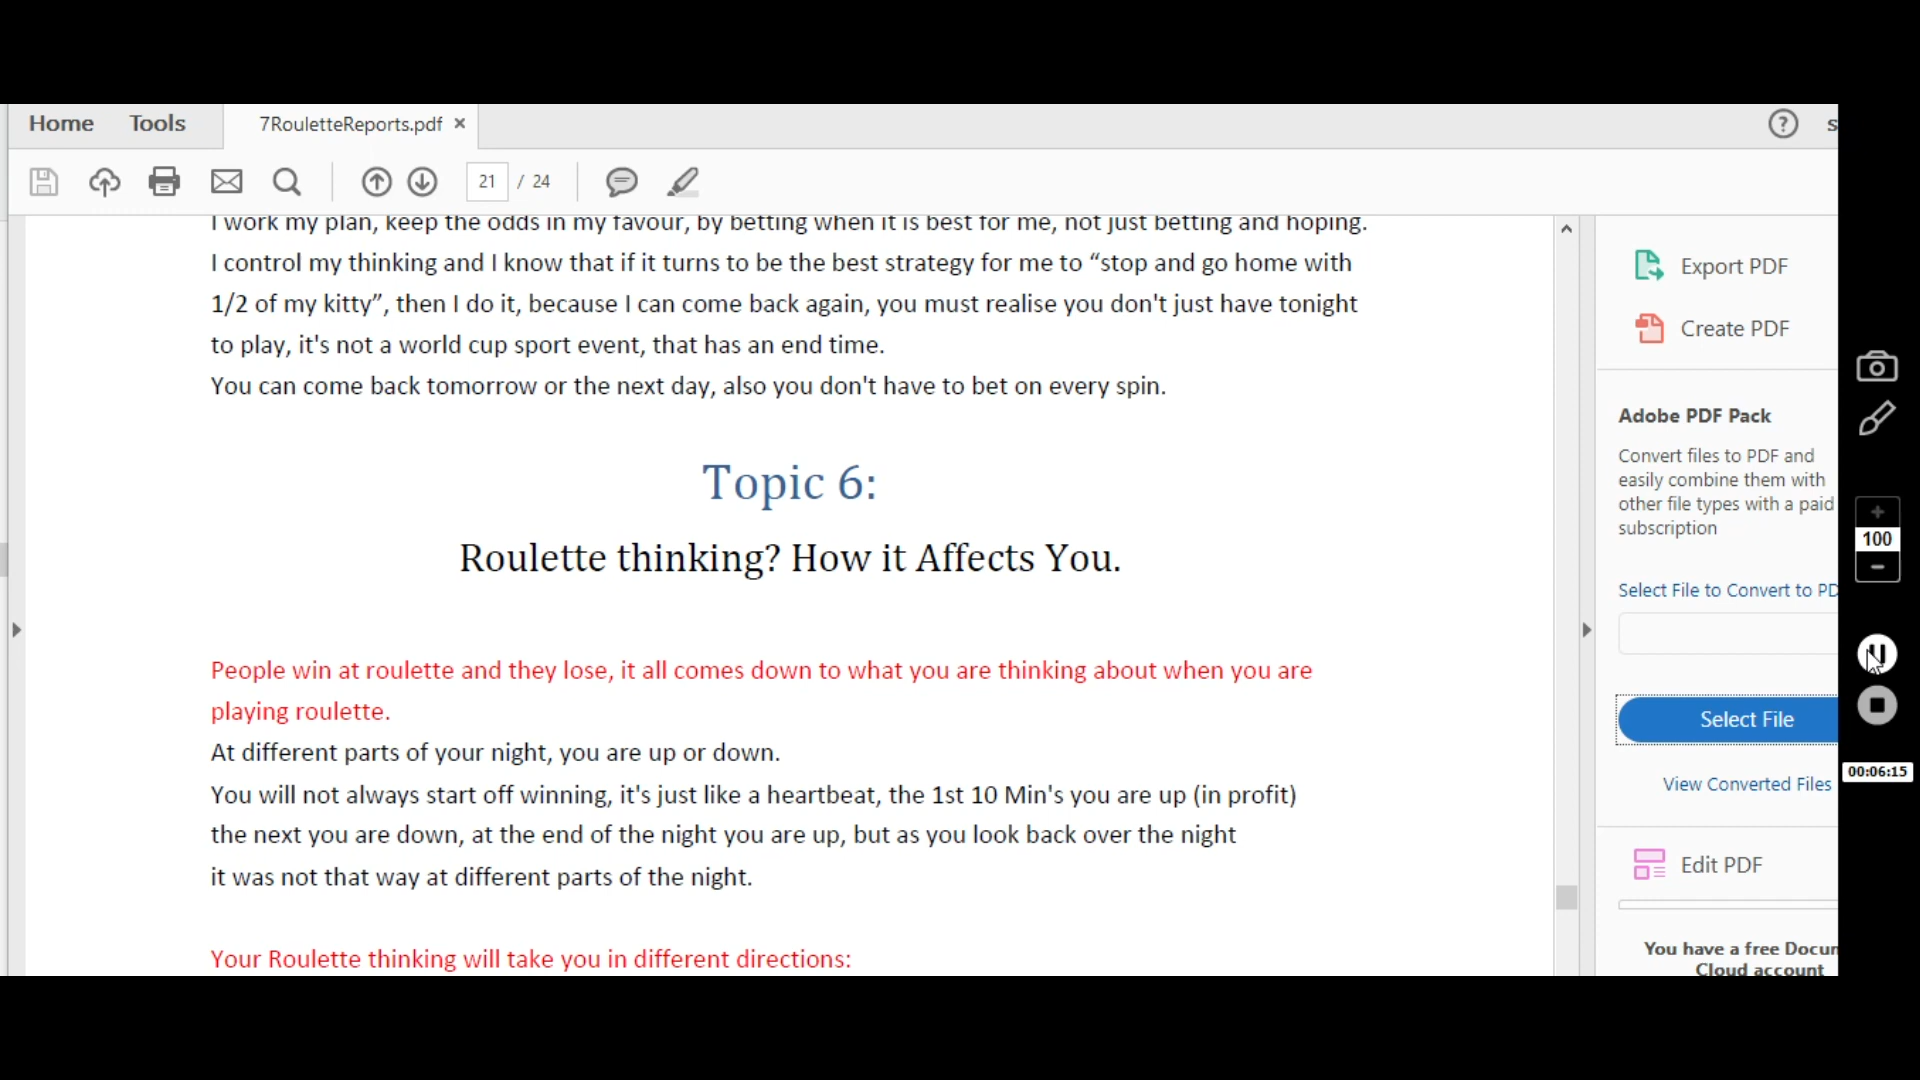 Home Tools 7RouletteReports.pdf ×
21 / 24
I work my plan, keep the odds in my favour, by betting when it is best for me, not just betting and hoping.
I control my thinking and I know that if it turns to be the best strategy for me to “stop and go home with
1/2 of my kitty”, then I do it, because I can come back again, you must realise you don't just have tonight
to play, it's not a world cup sport event, that has an end time.
You can come back tomorrow or the next day, also you don't have to bet on every spin.
Topic 6:
Roulette thinking? How it Affects You.
People win at roulette and they lose, it all comes down to what you are thinking about when you are
playing roulette.
At different parts of your night, you are up or down.
You will not always start off winning, it's just like a heartbeat, the 1st 10 Min's you are up (in profit)
the next you are down, at the end of the night you are up, but as you look back over the night
it was not that way at different parts of the night.
Your Roulette thinking will take you in different directions:
Export PDF
Create PDF
Adobe PDF Pack
Convert files to PDF and
easily combine them with
other file types with a paid
subscription
Select File to Convert to PD
Select File
View Converted Files
Edit PDF
You have a free Docum
Cloud account
+
100
-
00:06:15